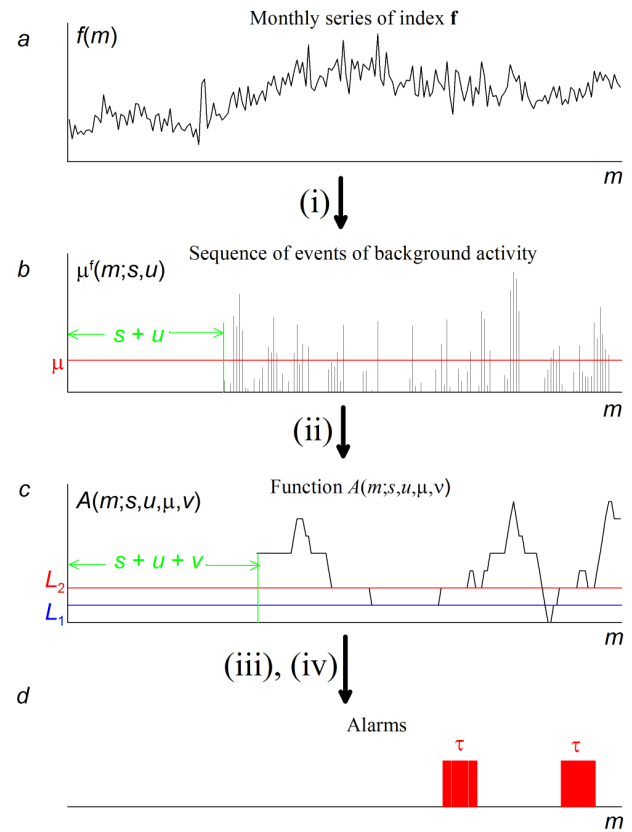 a
f(m)
Monthly series of index f
m
(i)
b
μᶠ(m;s,u)
Sequence of events of background activity
s + u
μ
m
(ii)
c
A(m;s,u,μ,v)
Function A(m;s,u,μ,ν)
s + u + v
L₂
L₁
m
(iii), (iv)
d
Alarms
τ τ
m